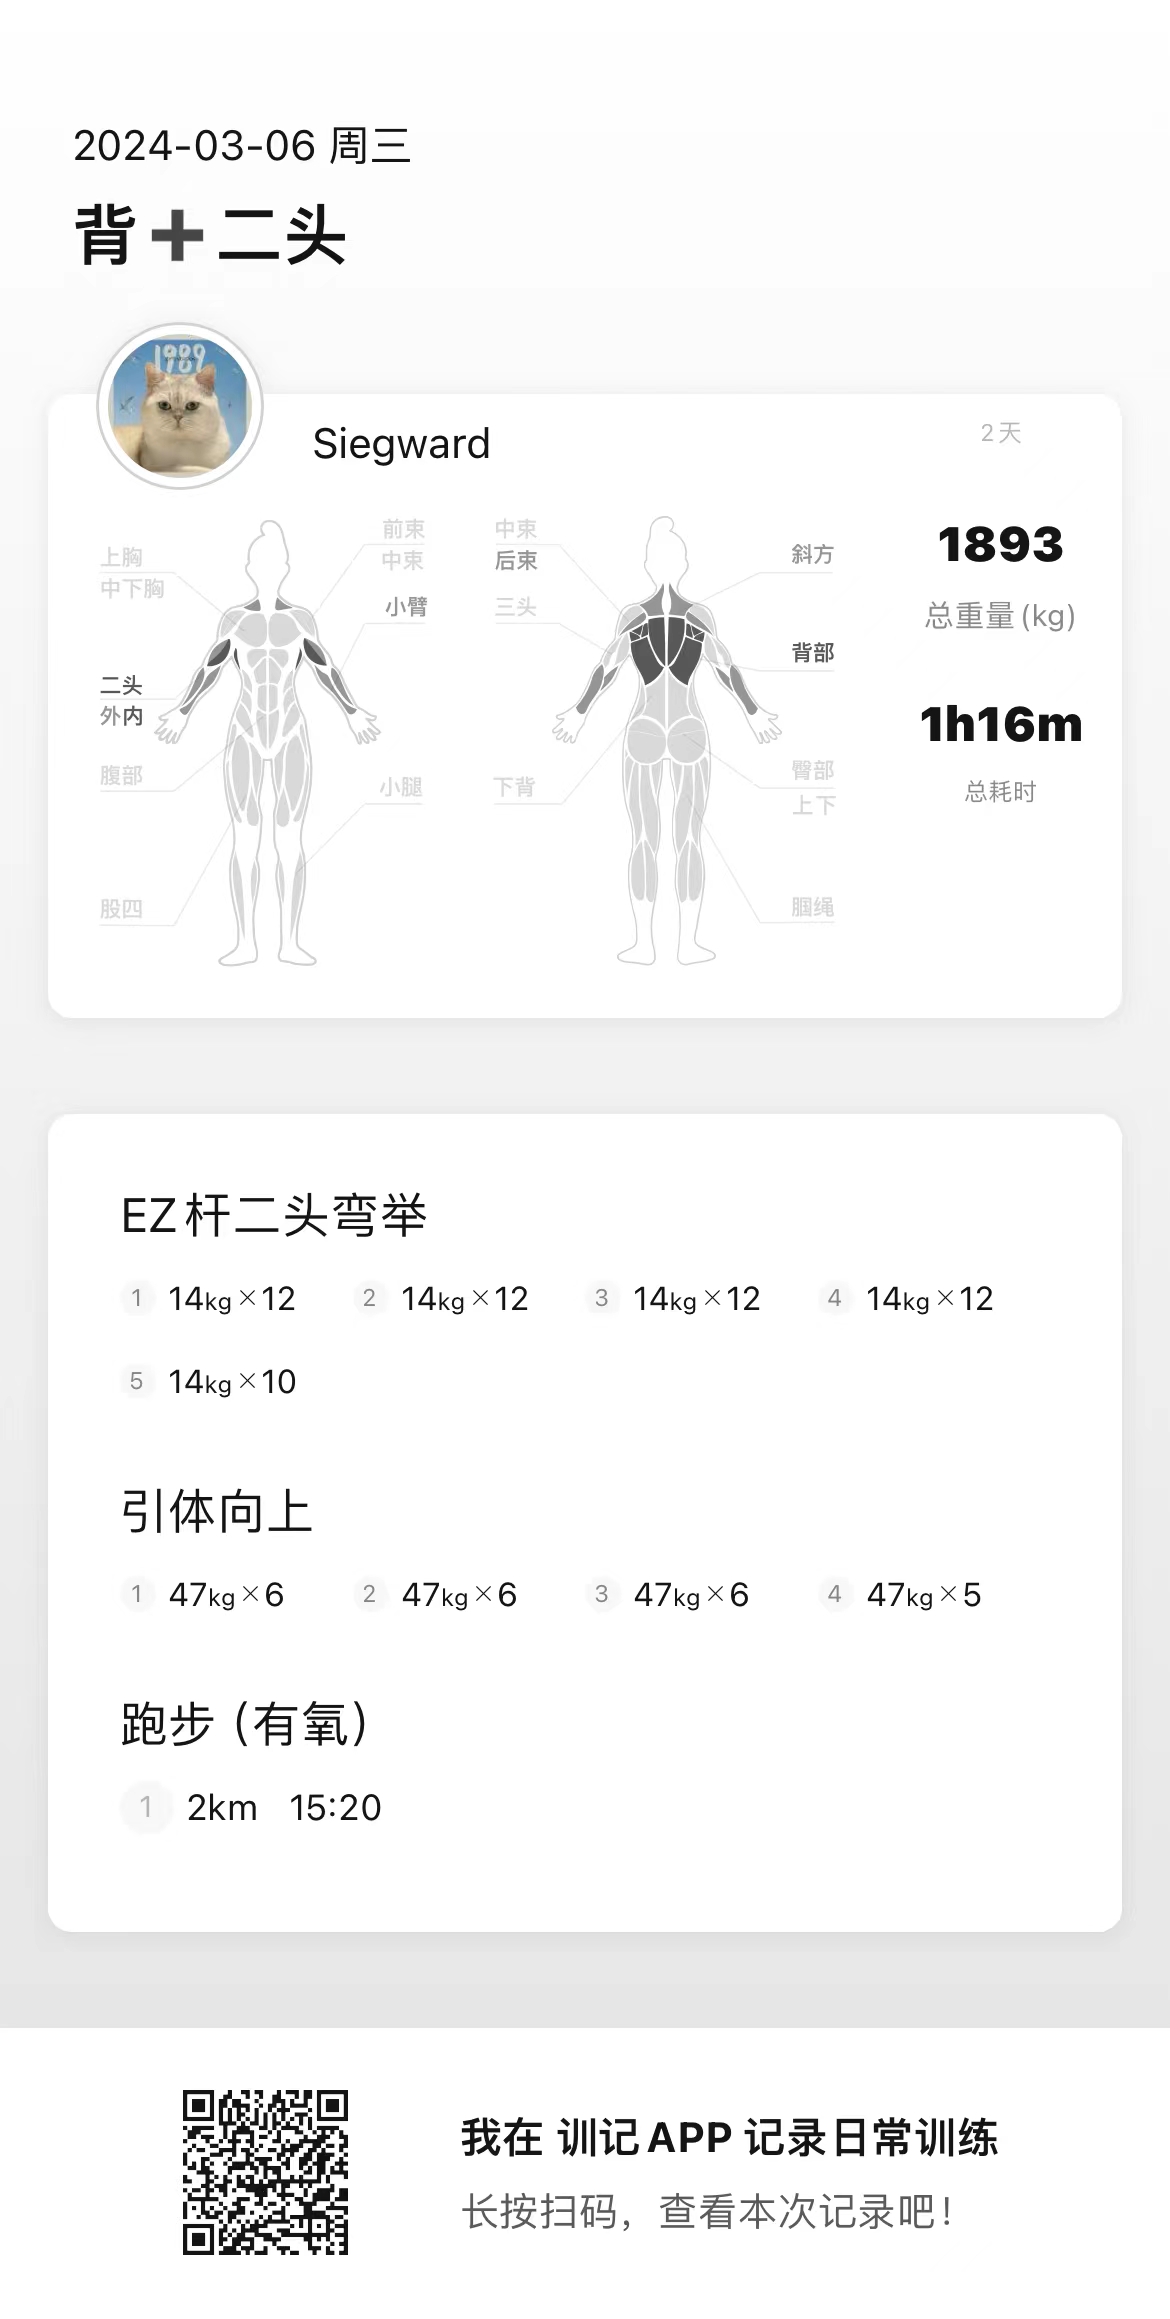 2024-03-06 周三
背➕二头
1989
Siegward
2天
上胸
中下胸
二头
外内
腹部
股四
前束
中束
小臂
小腿
中束
后束
三头
下背
斜方
背部
臀部
上下
腘绳
1893
总重量(kg)
1h16m
总耗时
EZ杆二头弯举
1 14kg×12 2 14kg×12 3 14kg×12 4 14kg×12
5 14kg×10
引体向上
1 47kg×6 2 47kg×6 3 47kg×6 4 47kg×5
跑步（有氧）
1 2km 15:20
我在 训记APP 记录日常训练
长按扫码，查看本次记录吧！